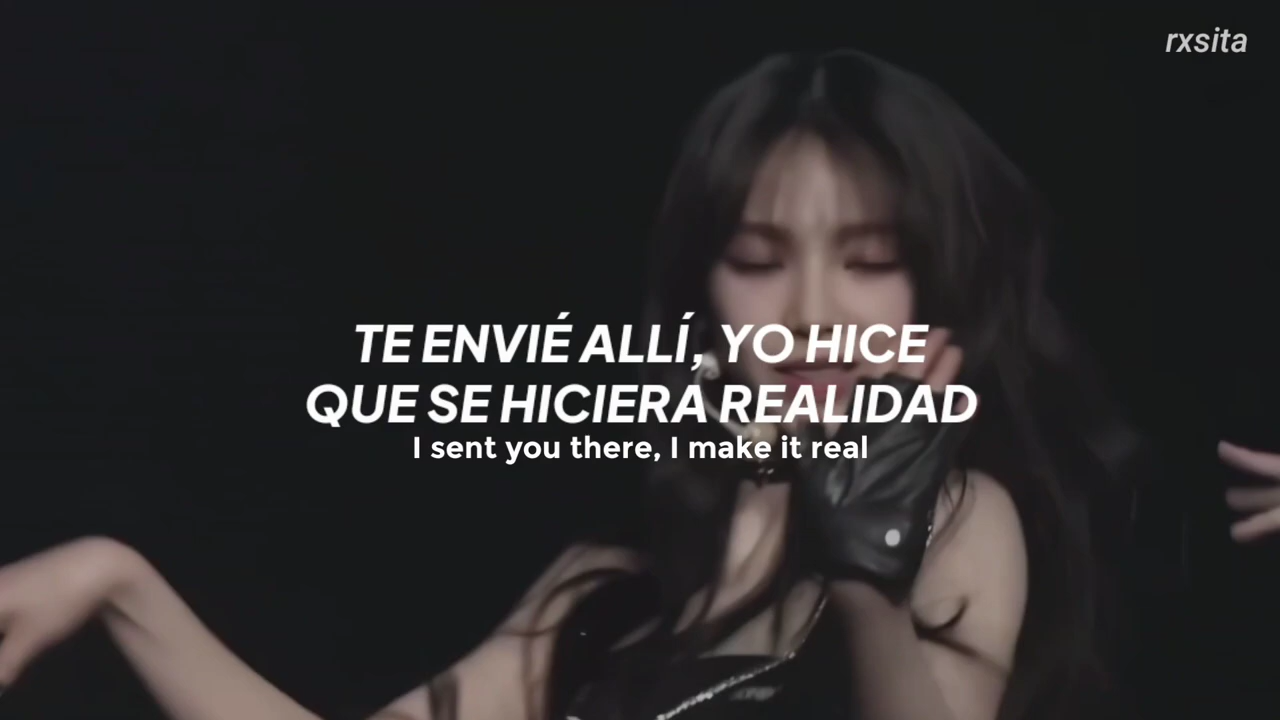 rxsita
TE ENVIÉ ALLÍ, YO HICE
QUE SE HICIERA REALIDAD
I sent you there, I make it real